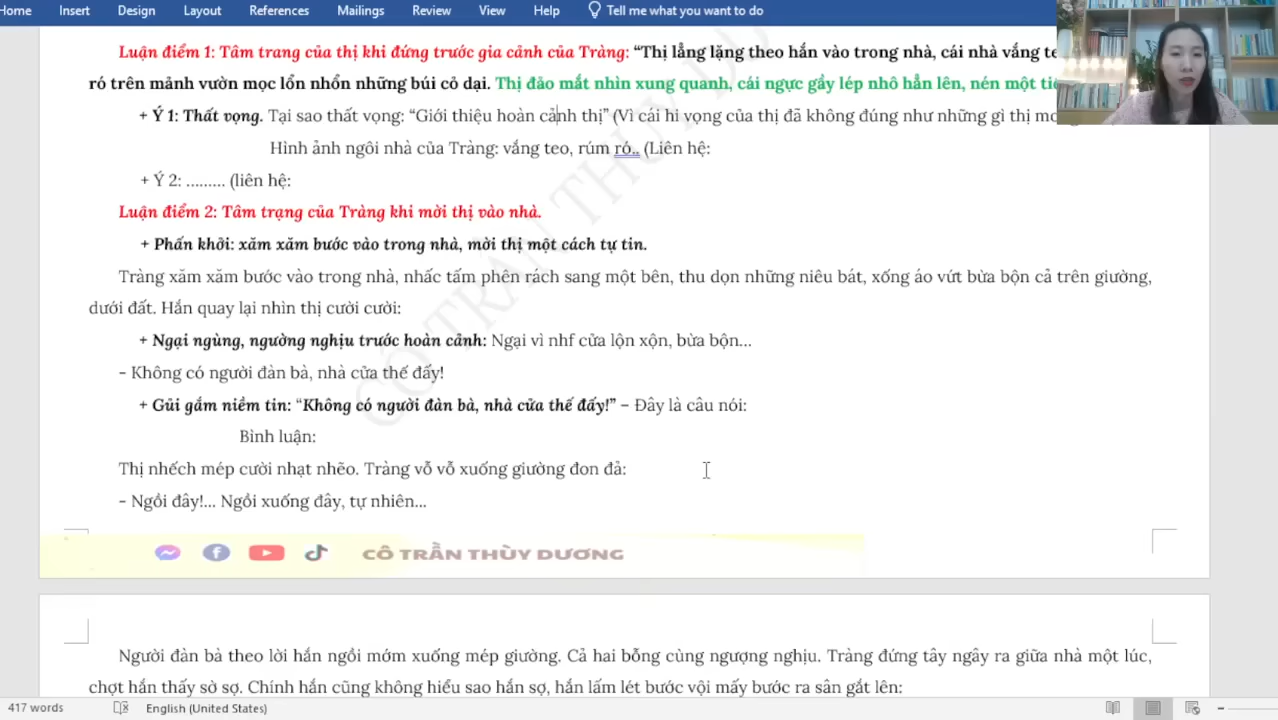 Home Insert Design Layout References Mailings Review View Help Tell me what you want to do
Luận điểm 1: Tâm trang của thị khi đứng trước gia cảnh của Tràng: “Thị lẳng lặng theo hắn vào trong nhà, cái nhà vắng te
ró trên mảnh vườn mọc lổn nhổn những búi cỏ dại. Thị đảo mắt nhìn xung quanh, cái ngực gầy lép nhô hẳn lên, nén một tiế
+ Ý 1: Thất vọng. Tại sao thất vọng: “Giới thiệu hoàn cảnh thị” (Vì cái hi vọng của thị đã không đúng như những gì thị mo
Hình ảnh ngôi nhà của Tràng: vắng teo, rúm ró.. (Liên hệ:
+ Ý 2: ……… (liên hệ:
Luận điểm 2: Tâm trạng của Tràng khi mời thị vào nhà.
+ Phấn khởi: xăm xăm bước vào trong nhà, mời thị một cách tự tin.
Tràng xăm xăm bước vào trong nhà, nhấc tấm phên rách sang một bên, thu dọn những niêu bát, xống áo vứt bừa bộn cả trên giường,
dưới đất. Hắn quay lại nhìn thị cười cười:
+ Ngại ngùng, ngường nghịu trước hoàn cảnh: Ngại vì nhf cửa lộn xộn, bừa bộn…
- Không có người đàn bà, nhà cửa thế đấy!
+ Gủi gắm niềm tin: “Không có người đàn bà, nhà cửa thế đấy!” – Đây là câu nói:
Bình luận:
Thị nhếch mép cười nhạt nhẽo. Tràng vỗ vỗ xuống giường đon đả:
- Ngồi đây!... Ngồi xuống đây, tự nhiên...
CÔ TRẦN THÙY DƯƠNG
Người đàn bà theo lời hắn ngồi mớm xuống mép giường. Cả hai bỗng cùng ngượng nghịu. Tràng đứng tây ngây ra giữa nhà một lúc,
chợt hắn thấy sờ sợ. Chính hắn cũng không hiểu sao hắn sợ, hắn lấm lét bước vội mấy bước ra sân gắt lên:
417 words English (United States)